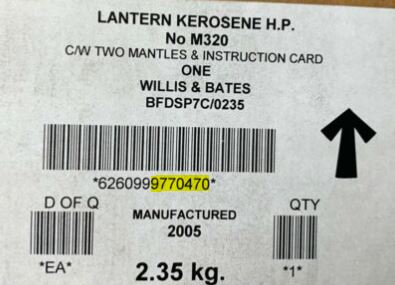 LANTERN KEROSENE H.P.
No M320
C/W TWO MANTLES & INSTRUCTION CARD
ONE
WILLIS & BATES
BFDSP7C/0235
*6260999770470*
D OF Q
MANUFACTURED
QTY
2005
*EA*
2.35 kg.
*1*